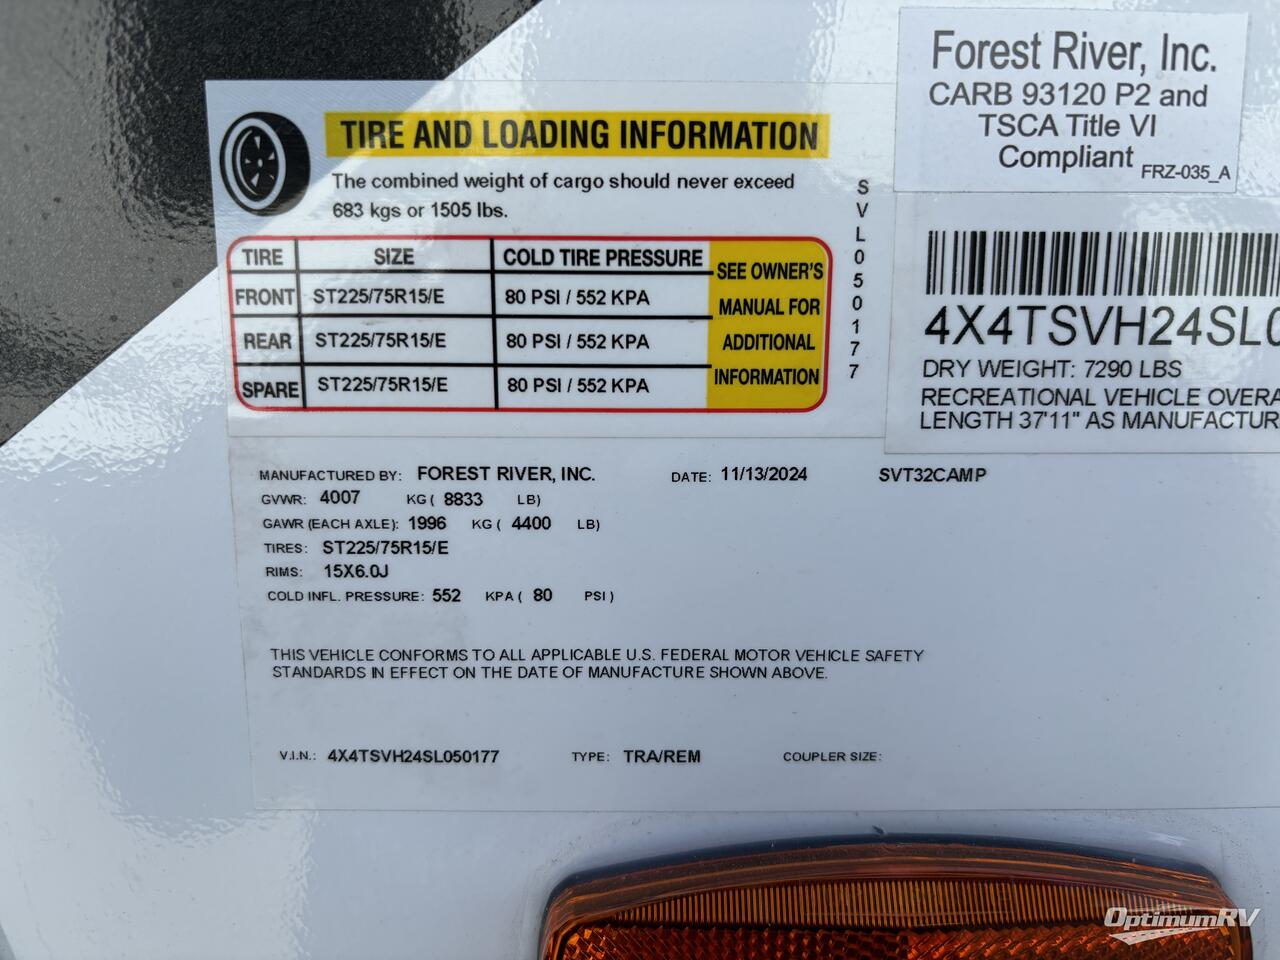 Forest River, Inc.
CARB 93120 P2 and
TSCA Title VI
Compliant FRZ-035_A
TIRE AND LOADING INFORMATION
The combined weight of cargo should never exceed
683 kgs or 1505 lbs.
TIRE SIZE COLD TIRE PRESSURE
FRONT ST225/75R15/E 80 PSI / 552 KPA
REAR ST225/75R15/E 80 PSI / 552 KPA
SPARE ST225/75R15/E 80 PSI / 552 KPA
SEE OWNER'S
MANUAL FOR
ADDITIONAL
INFORMATION
SVL050177
4X4TSVH24SL0
DRY WEIGHT: 7290 LBS
RECREATIONAL VEHICLE OVERA
LENGTH 37'11" AS MANUFACTUR
MANUFACTURED BY: FOREST RIVER, INC. DATE: 11/13/2024 SVT32CAMP
GVWR: 4007 KG ( 8833 LB)
GAWR (EACH AXLE): 1996 KG ( 4400 LB)
TIRES: ST225/75R15/E
RIMS: 15X6.0J
COLD INFL. PRESSURE: 552 KPA ( 80 PSI )
THIS VEHICLE CONFORMS TO ALL APPLICABLE U.S. FEDERAL MOTOR VEHICLE SAFETY
STANDARDS IN EFFECT ON THE DATE OF MANUFACTURE SHOWN ABOVE.
V.I.N.: 4X4TSVH24SL050177 TYPE: TRA/REM COUPLER SIZE:
OptimumRV